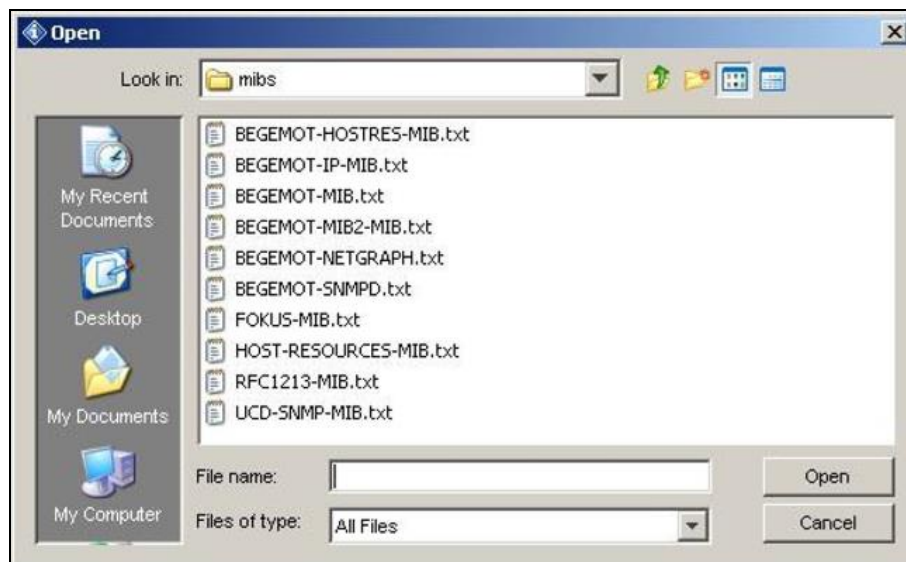 Open
Look in: mibs
My Recent
Documents
Desktop
My Documents
My Computer
BEGEMOT-HOSTRES-MIB.txt
BEGEMOT-IP-MIB.txt
BEGEMOT-MIB.txt
BEGEMOT-MIB2-MIB.txt
BEGEMOT-NETGRAPH.txt
BEGEMOT-SNMPD.txt
FOKUS-MIB.txt
HOST-RESOURCES-MIB.txt
RFC1213-MIB.txt
UCD-SNMP-MIB.txt
File name:
Open
Files of type: All Files
Cancel